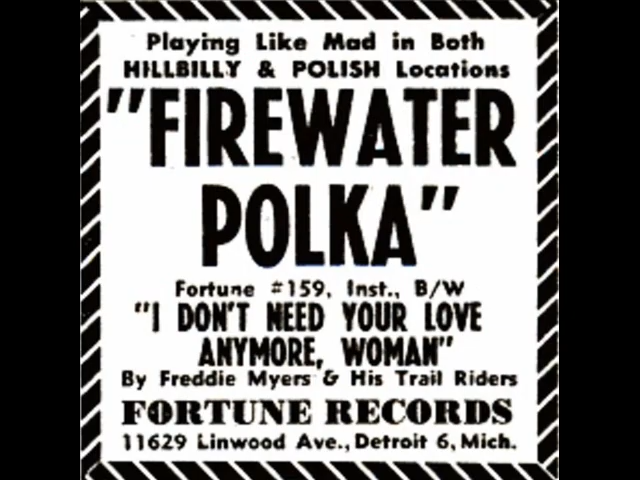 Playing Like Mad in Both
HILLBILLY & POLISH Locations
"FIREWATER
POLKA"
Fortune #159, Inst., B/W
"I DON'T NEED YOUR LOVE
ANYMORE, WOMAN"
By Freddie Myers & His Trail Riders
FORTUNE RECORDS
11629 Linwood Ave., Detroit 6, Mich.